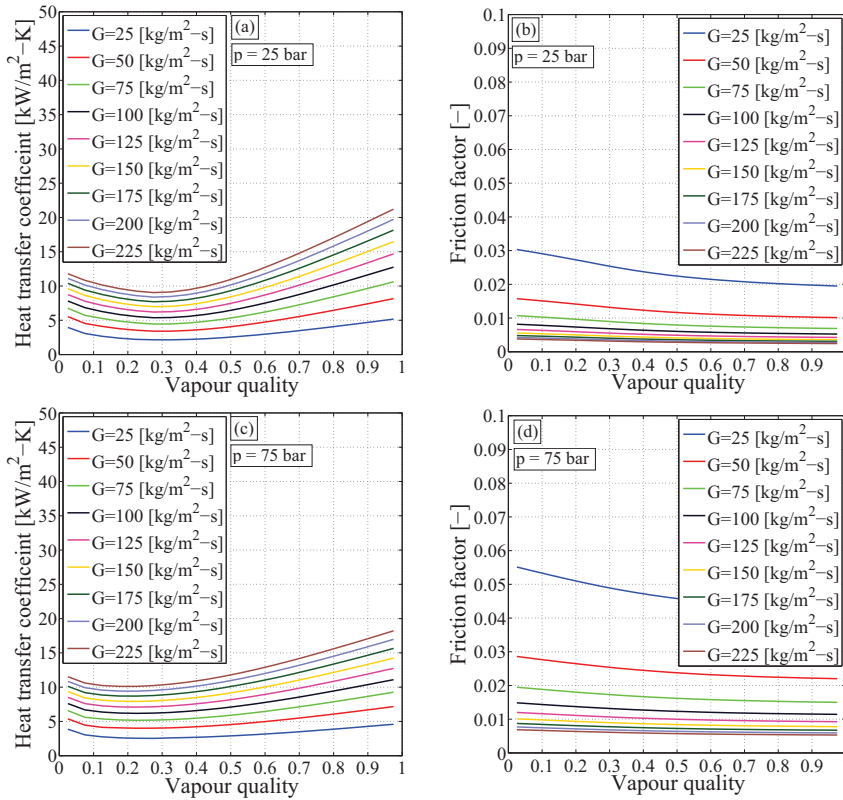 (a)
p = 25 bar
Heat transfer coefficeint [kW/m²−K]
50
45
40
35
30
25
20
15
10
5
0
G=25 [kg/m²−s]
G=50 [kg/m²−s]
G=75 [kg/m²−s]
G=100 [kg/m²−s]
G=125 [kg/m²−s]
G=150 [kg/m²−s]
G=175 [kg/m²−s]
G=200 [kg/m²−s]
G=225 [kg/m²−s]
0 0.1 0.2 0.3 0.4 0.5 0.6 0.7 0.8 0.9 1
Vapour quality
(b)
p = 25 bar
Friction factor [−]
0.1
0.09
0.08
0.07
0.06
0.05
0.04
0.03
0.02
0.01
0
G=25 [kg/m²−s]
G=50 [kg/m²−s]
G=75 [kg/m²−s]
G=100 [kg/m²−s]
G=125 [kg/m²−s]
G=150 [kg/m²−s]
G=175 [kg/m²−s]
G=200 [kg/m²−s]
G=225 [kg/m²−s]
0 0.1 0.2 0.3 0.4 0.5 0.6 0.7 0.8 0.9
Vapour quality
(c)
p = 75 bar
Heat transfer coefficeint [kW/m²−K]
50
45
40
35
30
25
20
15
10
5
0
G=25 [kg/m²−s]
G=50 [kg/m²−s]
G=75 [kg/m²−s]
G=100 [kg/m²−s]
G=125 [kg/m²−s]
G=150 [kg/m²−s]
G=175 [kg/m²−s]
G=200 [kg/m²−s]
G=225 [kg/m²−s]
0 0.1 0.2 0.3 0.4 0.5 0.6 0.7 0.8 0.9 1
Vapour quality
(d)
p = 75 bar
Friction factor [−]
0.1
0.09
0.08
0.07
0.06
0.05
0.04
0.03
0.02
0.01
0
G=25 [kg/m²−s]
G=50 [kg/m²−s]
G=75 [kg/m²−s]
G=100 [kg/m²−s]
G=125 [kg/m²−s]
G=150 [kg/m²−s]
G=175 [kg/m²−s]
G=200 [kg/m²−s]
G=225 [kg/m²−s]
0 0.1 0.2 0.3 0.4 0.5 0.6 0.7 0.8 0.9
Vapour quality